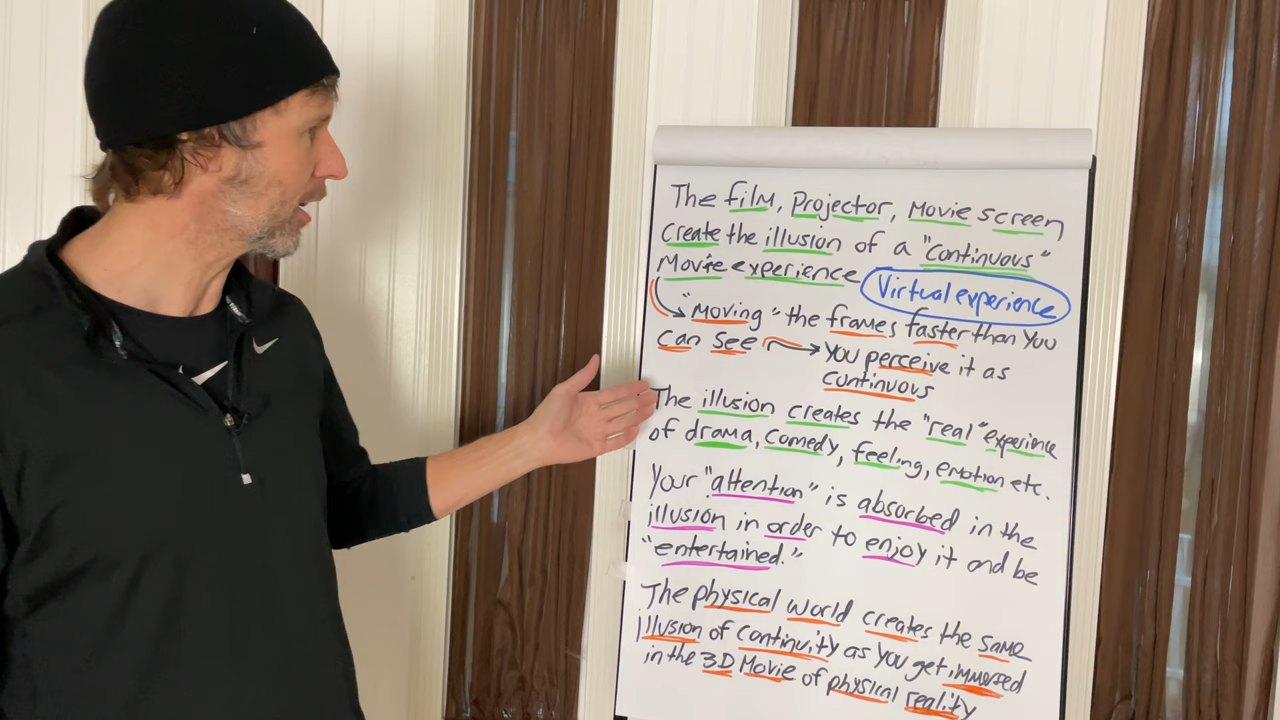 The film, Projector, Movie screen
create the illusion of a "continuous"
Movie experience
Virtual experience
"Moving" the frames faster than You
can see → You perceive it as
continuous
The illusion creates the "real" experience
of drama, comedy, feeling, emotion etc.
Your "attention" is absorbed in the
illusion in order to enjoy it and be
"entertained."
The physical world creates the same
illusion of continuity as you get immersed
in the 3D Movie of physical reality